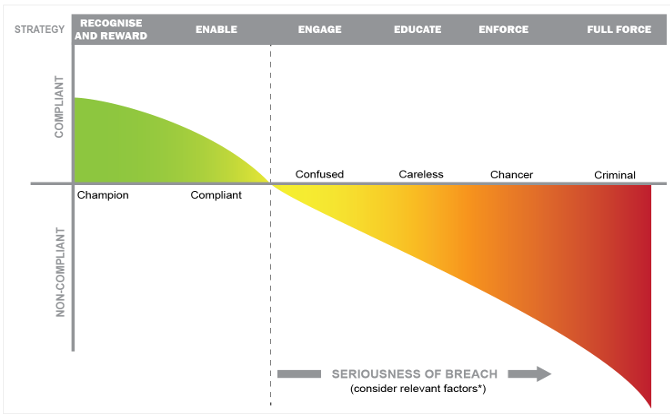 STRATEGY
RECOGNISE
AND REWARD
ENABLE
ENGAGE
EDUCATE
ENFORCE
FULL FORCE
COMPLIANT
NON-COMPLIANT
Champion
Compliant
Confused
Careless
Chancer
Criminal
SERIOUSNESS OF BREACH
(consider relevant factors*)